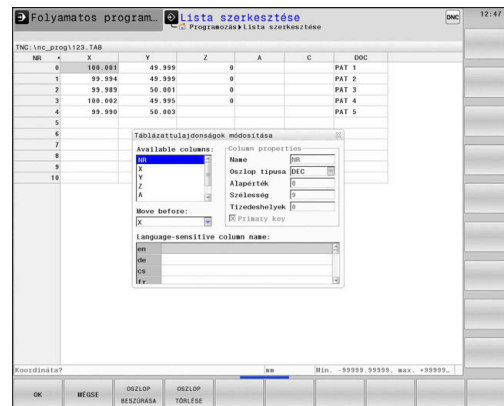 Folyamatos program… Lista szerkesztése DNC 12:47
Programozás▸Lista szerkesztése
TNC:\nc_prog\123.TAB
NR X Y Z A C DOC
0 100.001 49.999 0 PAT 1
1 99.994 49.999 0 PAT 2
2 99.989 50.001 0 PAT 3
3 100.002 49.995 0 PAT 4
4 99.990 50.003 PAT 5
5
6
7
8
9
10
Táblázattulajdonságok módosítása
Available columns:
NR
X
Y
Z
A
Move before:
X
Column properties
Name NR
Oszlop típusa DEC
Alapérték 0
Szélesség 9
Tizedeshelyek 0
Primary key
Language-sensitive column name:
en
de
cs
fr
Koordináta? mm Min. -99999.99999, max. +99999…
OK MÉGSE OSZLOP BESZÚRÁSA OSZLOP TÖRLÉSE